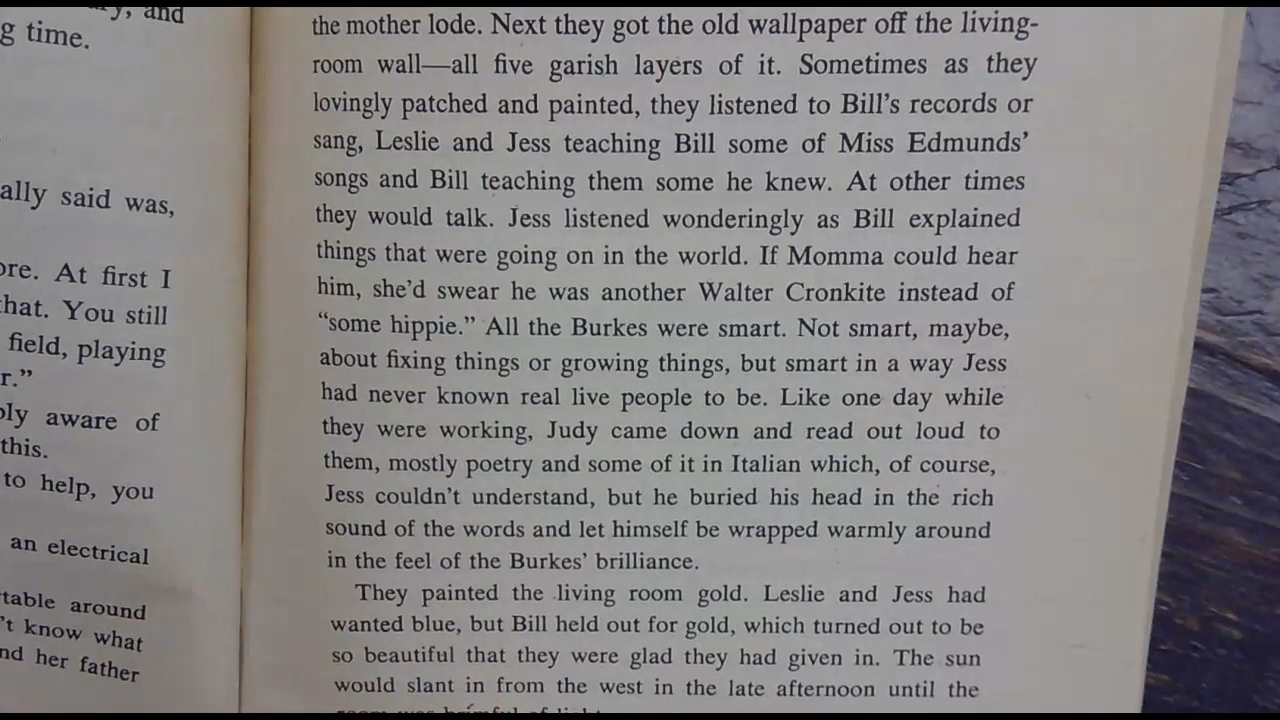 and
g time.
ally said was,
ore. At first I
that. You still
field, playing
r."
bly aware of
this.
to help, you
an electrical
table around
't know what
nd her father
the mother lode. Next they got the old wallpaper off the living-
room wall—all five garish layers of it. Sometimes as they
lovingly patched and painted, they listened to Bill's records or
sang, Leslie and Jess teaching Bill some of Miss Edmunds'
songs and Bill teaching them some he knew. At other times
they would talk. Jess listened wonderingly as Bill explained
things that were going on in the world. If Momma could hear
him, she'd swear he was another Walter Cronkite instead of
"some hippie." All the Burkes were smart. Not smart, maybe,
about fixing things or growing things, but smart in a way Jess
had never known real live people to be. Like one day while
they were working, Judy came down and read out loud to
them, mostly poetry and some of it in Italian which, of course,
Jess couldn't understand, but he buried his head in the rich
sound of the words and let himself be wrapped warmly around
in the feel of the Burkes' brilliance.
They painted the living room gold. Leslie and Jess had
wanted blue, but Bill held out for gold, which turned out to be
so beautiful that they were glad they had given in. The sun
would slant in from the west in the late afternoon until the